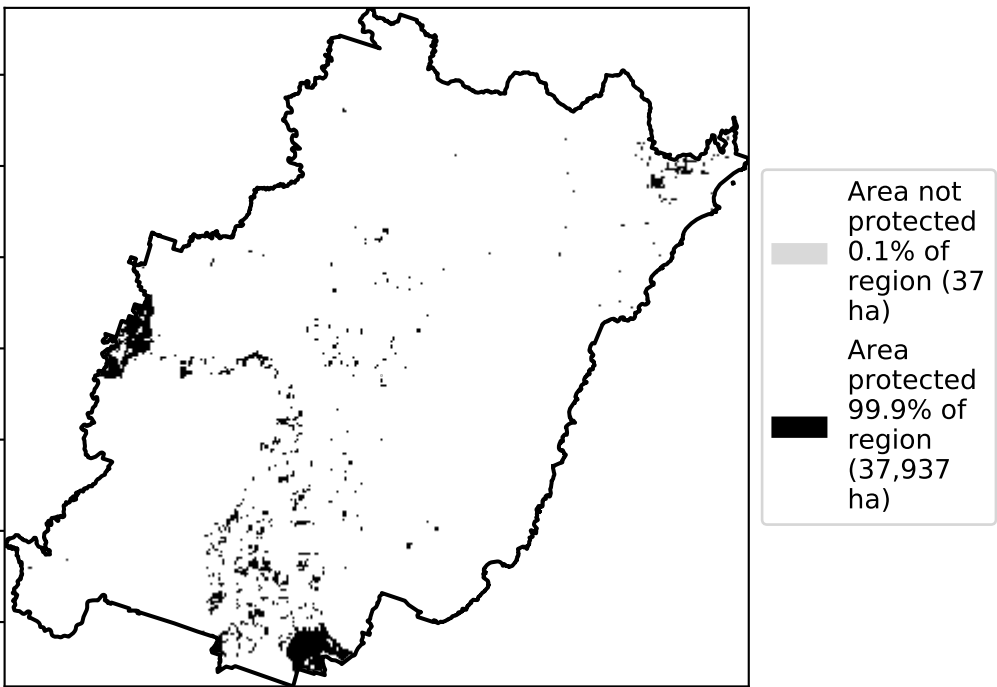 Area not
protected
0.1% of
region (37
ha)
Area
protected
99.9% of
region
(37,937
ha)